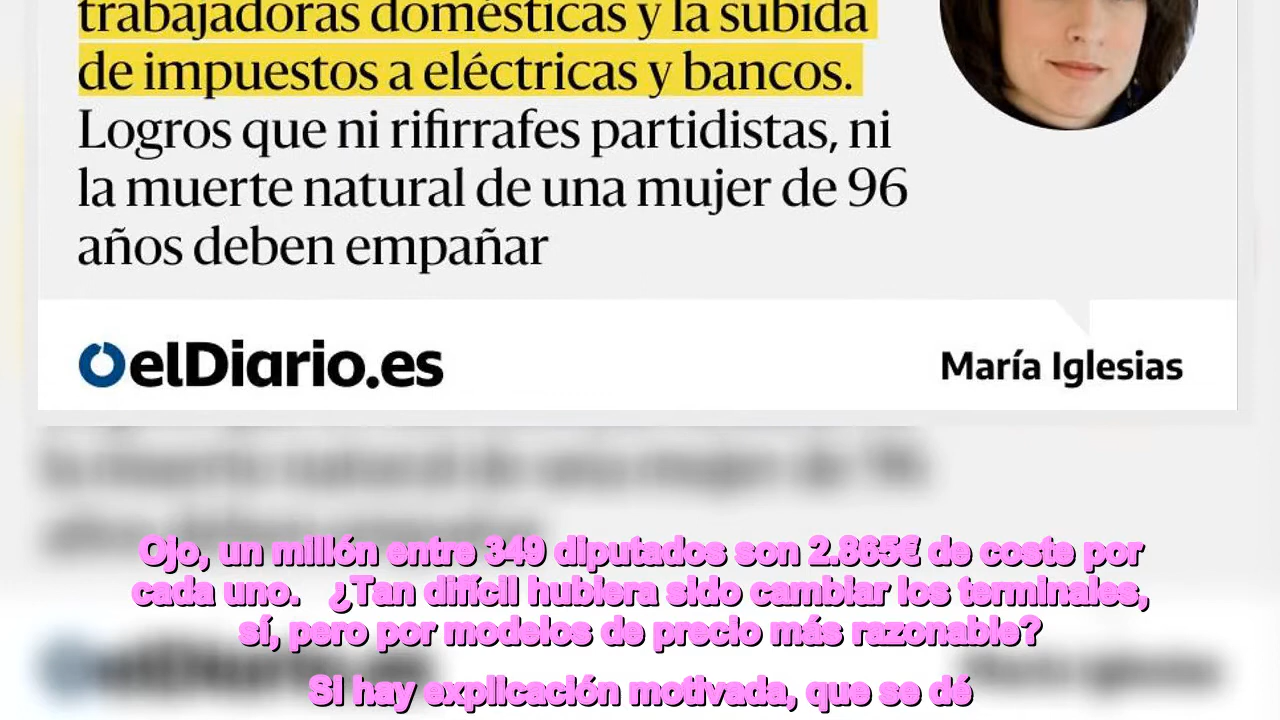 trabajadoras domésticas y la subida
de impuestos a eléctricas y bancos.
Logros que ni rifirrafes partidistas, ni
la muerte natural de una mujer de 96
años deben empañar
elDiario.es
María Iglesias
Ojo, un millón entre 349 diputados son 2.865€ de coste por
cada uno. ¿Tan difícil hubiera sido cambiar los terminales,
sí, pero por modelos de precio más razonable?
Si hay explicación motivada, que se dé